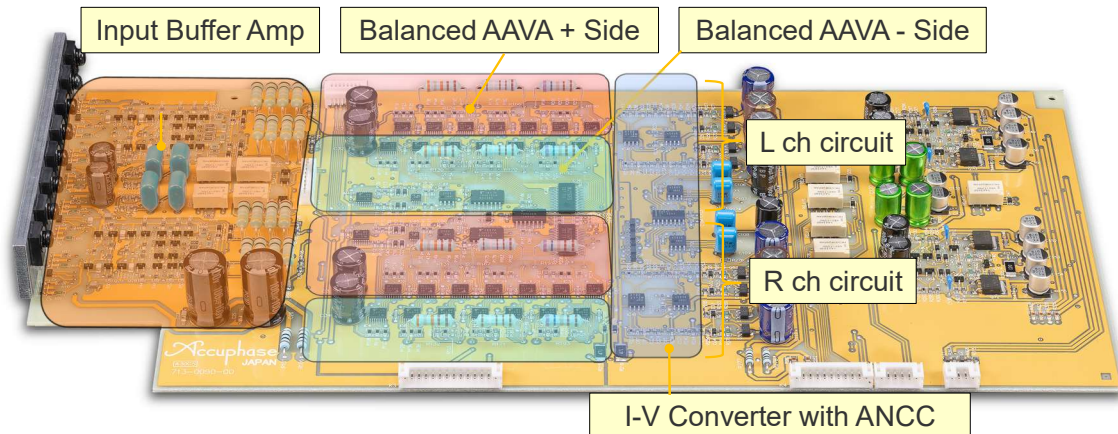 Input Buffer Amp
Balanced AAVA + Side
Balanced AAVA - Side
L ch circuit
R ch circuit
Accuphase
JAPAN
I-V Converter with ANCC